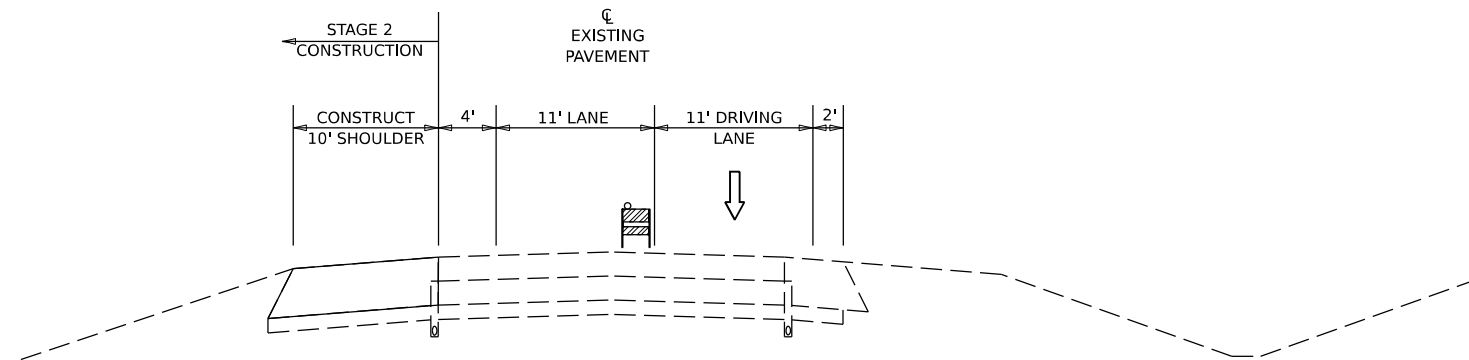 STAGE 2
CONSTRUCTION
℄
EXISTING
PAVEMENT
CONSTRUCT
10' SHOULDER
4'
11' LANE
11' DRIVING
LANE
2'